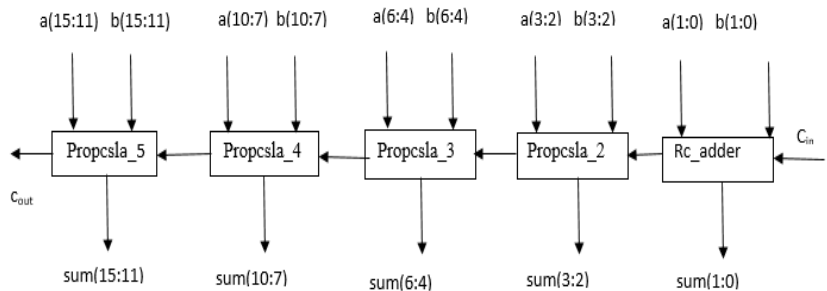 a(15:11) b(15:11) a(10:7) b(10:7) a(6:4) b(6:4) a(3:2) b(3:2) a(1:0) b(1:0)
Propcsla_5 Propcsla_4 Propcsla_3 Propcsla_2 Rc_adder Cin
cout
sum(15:11) sum(10:7) sum(6:4) sum(3:2) sum(1:0)